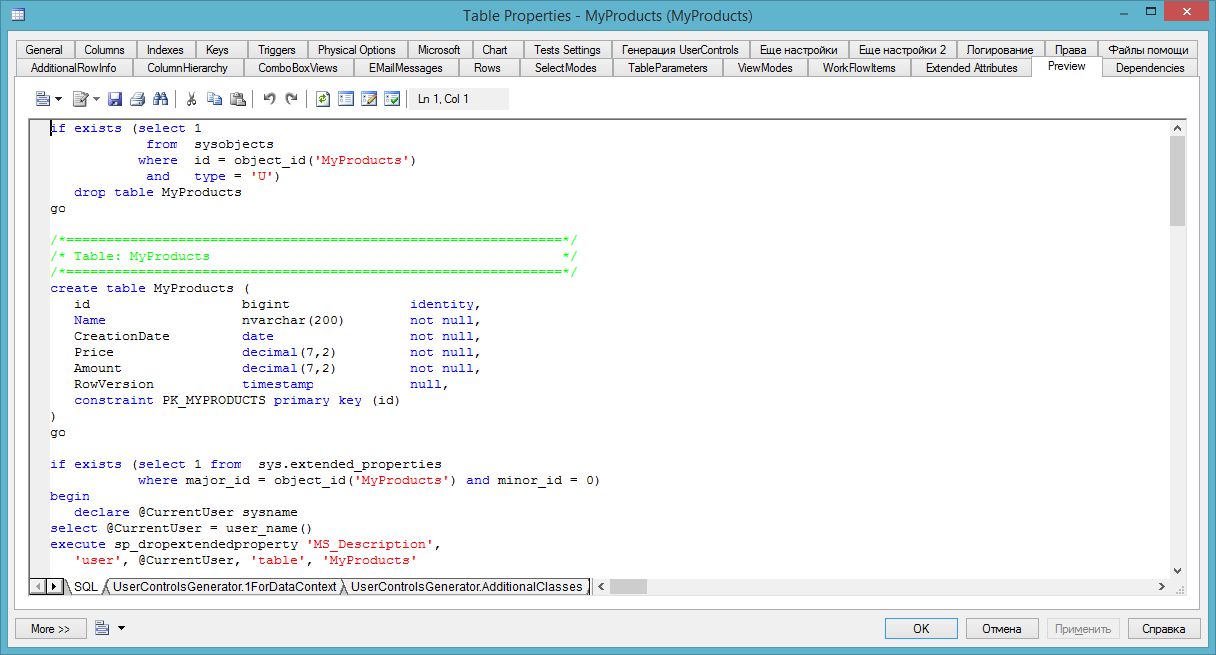 Table Properties - MyProducts (MyProducts)
General Columns Indexes Keys Triggers Physical Options Microsoft Chart Tests Settings Генерация UserControls Еще настройки Еще настройки 2 Логирование Права Файлы помощи
AdditionalRowInfo ColumnHierarchy ComboBoxViews EMailMessages Rows SelectModes TableParameters ViewModes WorkFlowItems Extended Attributes Preview Dependencies
Ln 1, Col 1
if exists (select 1
            from  sysobjects
           where  id = object_id('MyProducts')
            and   type = 'U')
   drop table MyProducts
go
/*==============================================================*/
/* Table: MyProducts                                            */
/*==============================================================*/
create table MyProducts (
   id                   bigint               identity,
   Name                 nvarchar(200)        not null,
   CreationDate         date                 not null,
   Price                decimal(7,2)         not null,
   Amount               decimal(7,2)         not null,
   RowVersion           timestamp            null,
   constraint PK_MYPRODUCTS primary key (id)
)
go
if exists (select 1 from  sys.extended_properties
           where major_id = object_id('MyProducts') and minor_id = 0)
begin
   declare @CurrentUser sysname
select @CurrentUser = user_name()
execute sp_dropextendedproperty 'MS_Description',
   'user', @CurrentUser, 'table', 'MyProducts'
SQL UserControlsGenerator.1ForDataContext UserControlsGenerator.AdditionalClasses
More >> OK Отмена Применить Справка